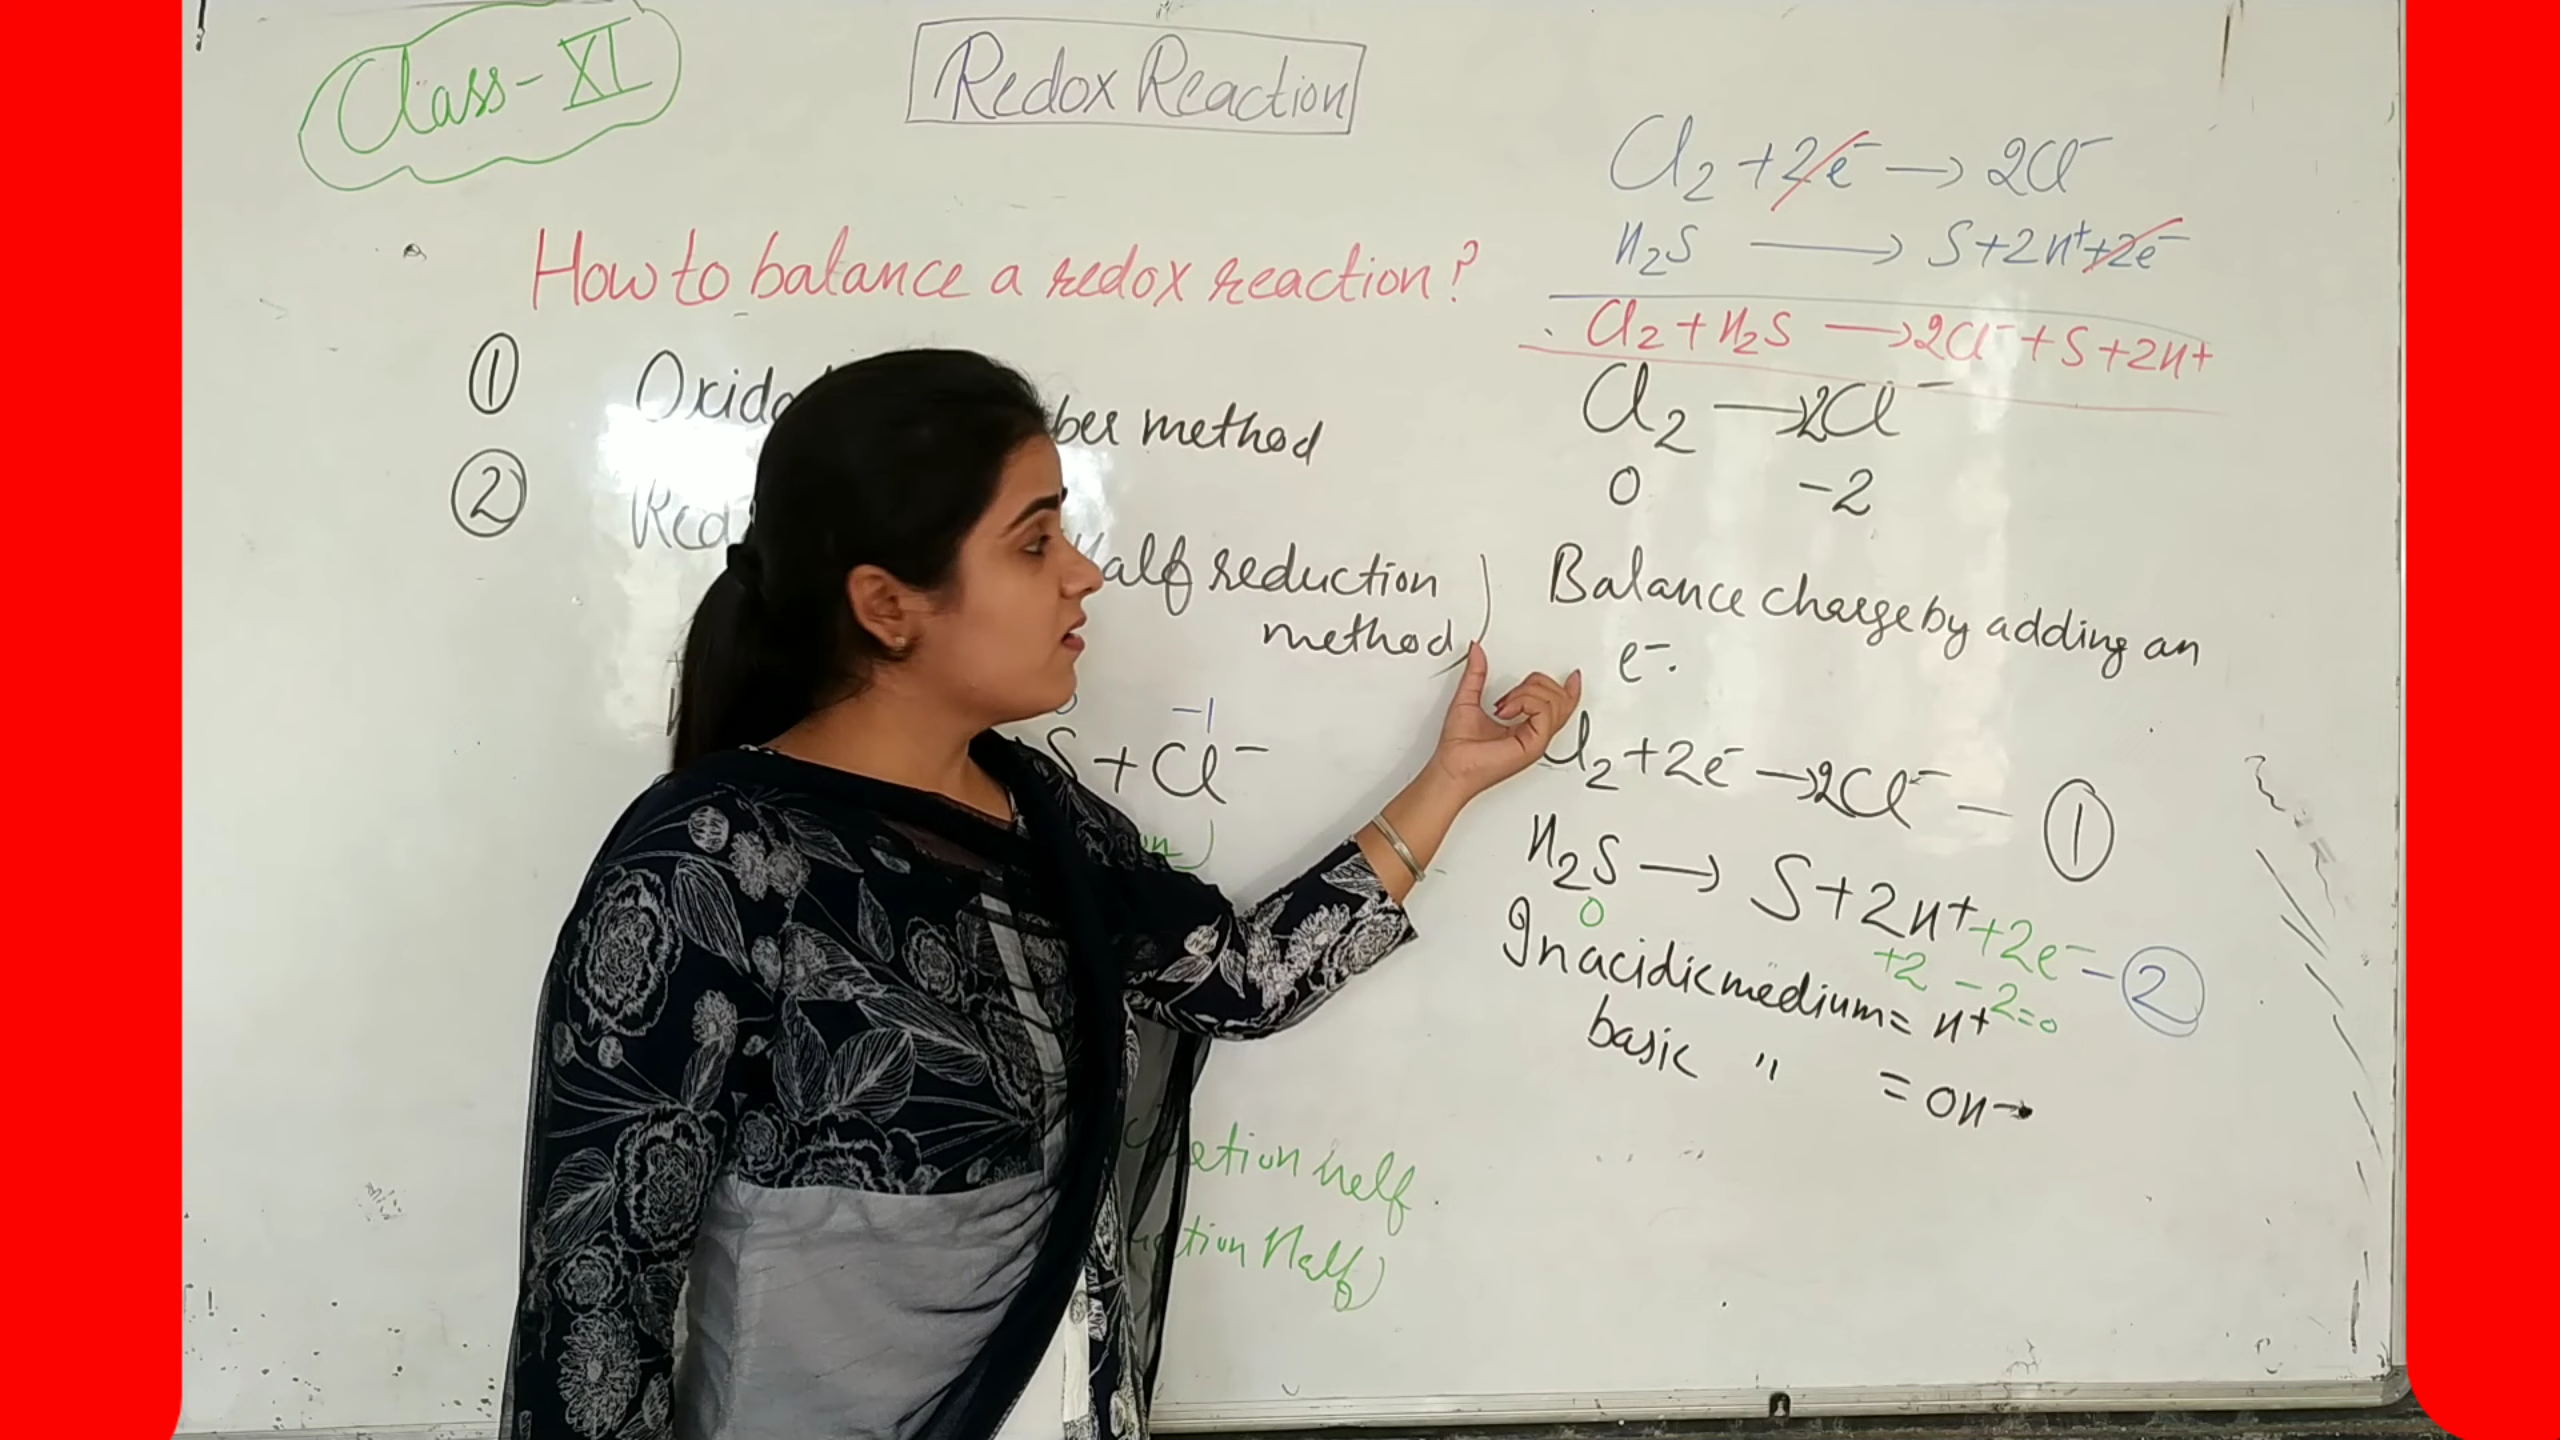 Class-XI
Redox Reaction
How to balance a redox reaction?
① Oxida ber method
② Red Half reduction
method)
-1
S + Cl⁻
etion half
tion Half)
Cl₂ + 2e⁻ → 2Cl⁻
H₂S → S + 2H⁺ + 2e⁻
Cl₂ + H₂S → 2Cl⁻ + S + 2H⁺
Cl₂ → 2Cl⁻
0 -2
Balance charge by adding an
e⁻.
Cl₂ + 2e⁻ → 2Cl⁻ — ①
H₂S → S + 2H⁺ + 2e⁻ - ②
0 +2 -2=0
In acidic medium = H⁺
basic " = OH⁻